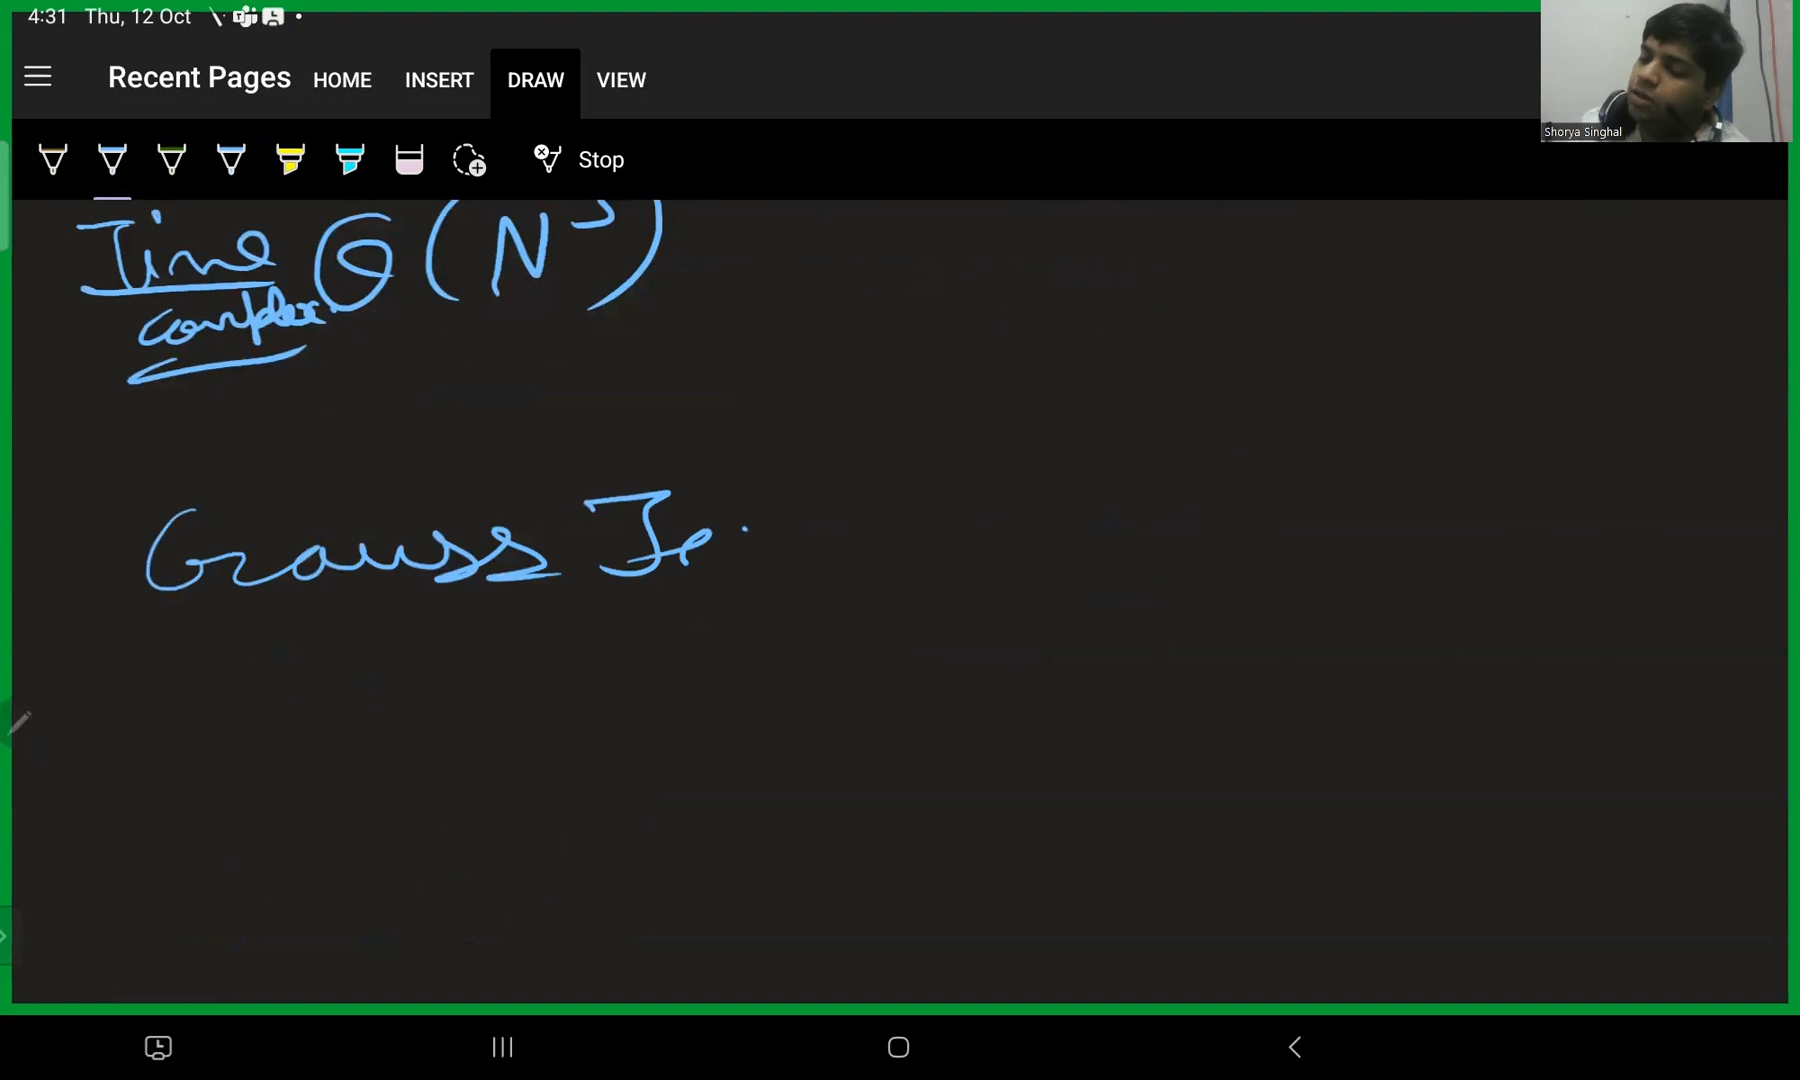 4:31 Thu, 12 Oct
Recent Pages HOME INSERT DRAW VIEW
Stop
Shorya Singhal
Time Θ(N³)
complex.
Gauss Je.